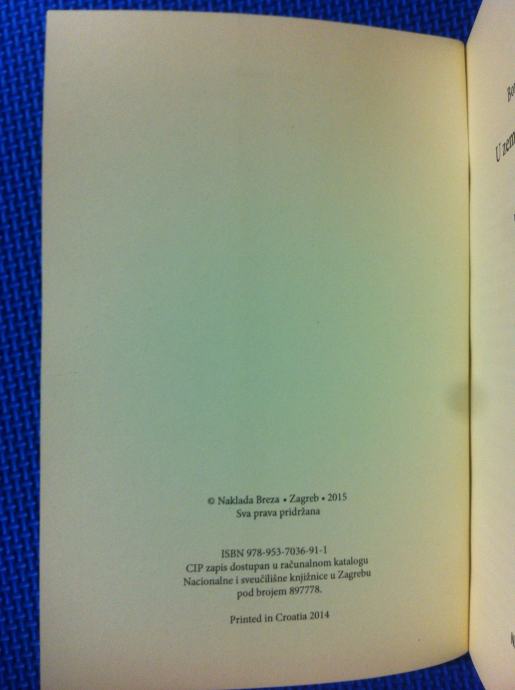 © Naklada Breza • Zagreb • 2015
Sva prava pridržana
ISBN 978-953-7036-91-1
CIP zapis dostupan u računalnom katalogu
Nacionalne i sveučilišne knjižnice u Zagrebu
pod brojem 897778.
Printed in Croatia 2014
U zem